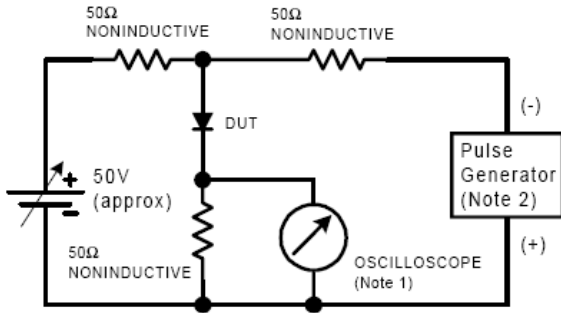 50Ω
NONINDUCTIVE
50Ω
NONINDUCTIVE
DUT
(-)
Pulse
Generator
(Note 2)
+
50V
(approx)
-
(+)
50Ω
NONINDUCTIVE
OSCILLOSCOPE
(Note 1)